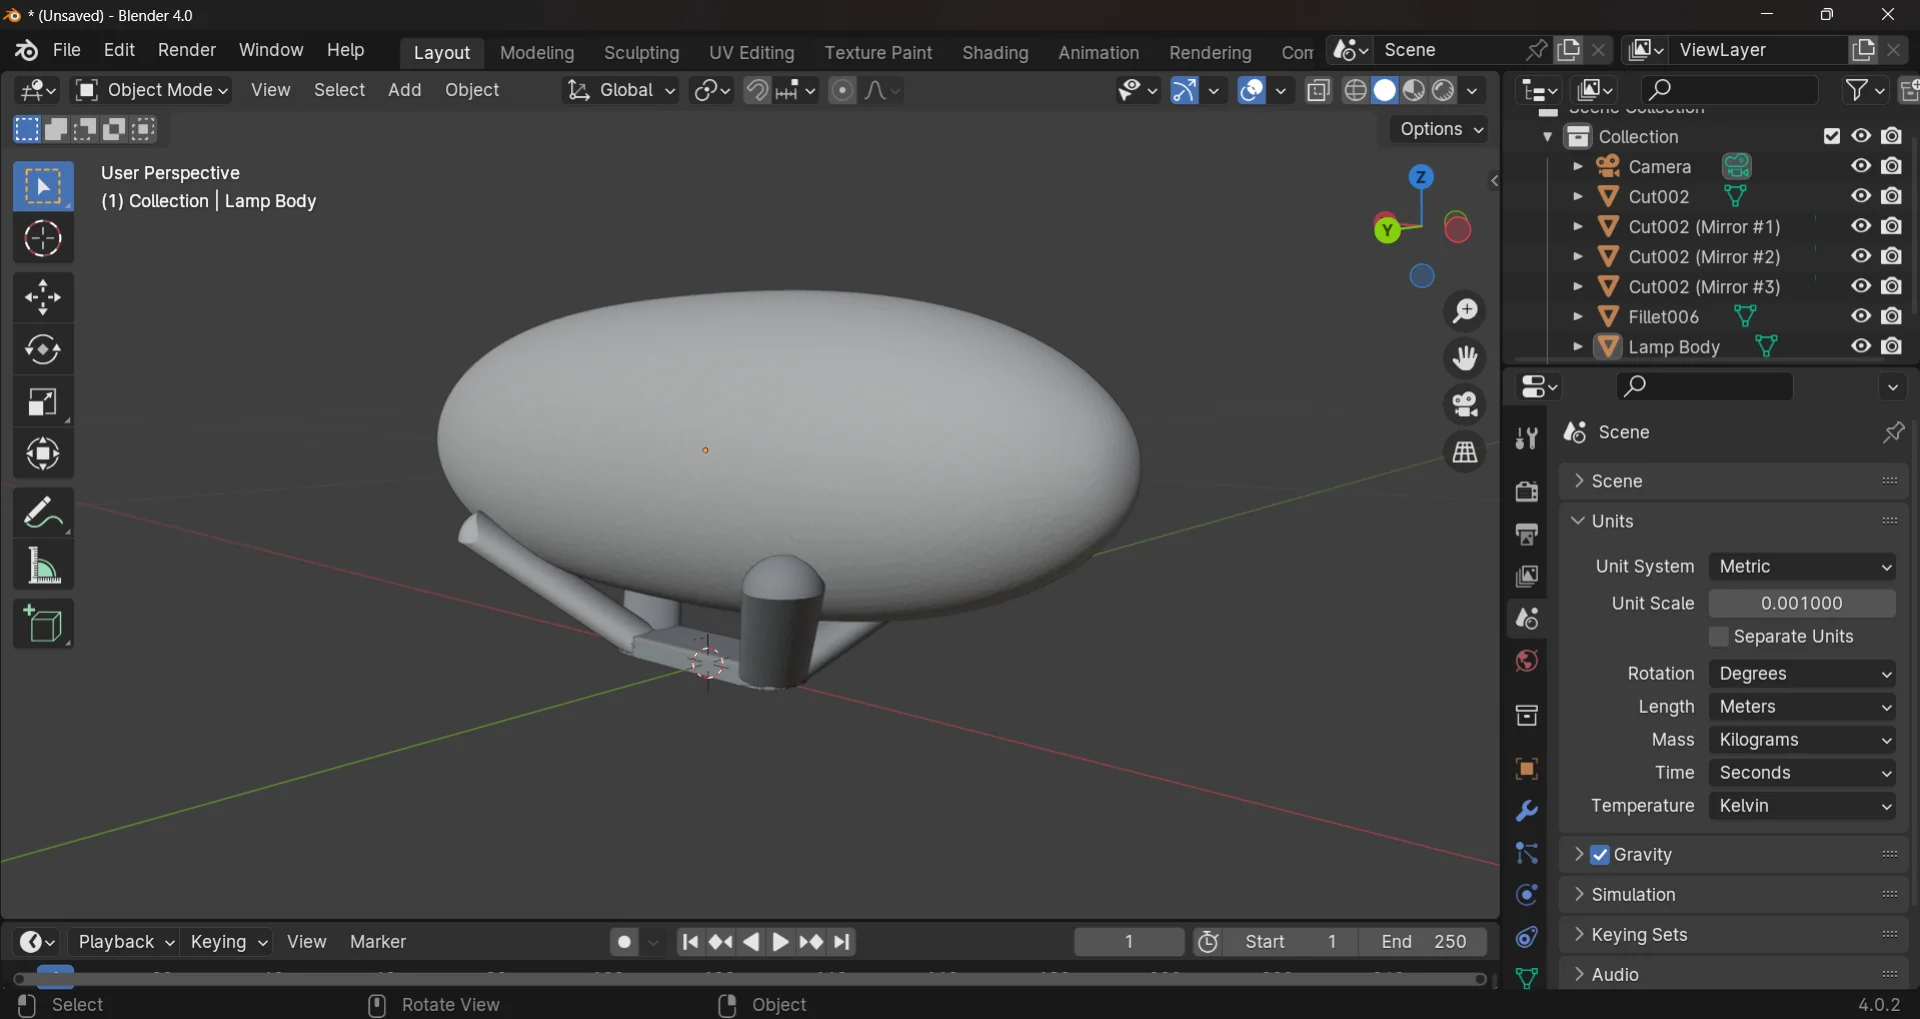 * (Unsaved) - Blender 4.0
File Edit Render Window Help Layout Modeling Sculpting UV Editing Texture Paint Shading Animation Rendering Com Scene ViewLayer
Object Mode View Select Add Object Global
Options
User Perspective
(1) Collection | Lamp Body
Z
Y
Scene Collection
Collection
Camera
Cut002
Cut002 (Mirror #1)
Cut002 (Mirror #2)
Cut002 (Mirror #3)
Fillet006
Lamp Body
Scene
Scene
Units
Unit System Metric
Unit Scale 0.001000
Separate Units
Rotation Degrees
Length Meters
Mass Kilograms
Time Seconds
Temperature Kelvin
Gravity
Simulation
Keying Sets
Audio
Playback Keying View Marker 1 Start 1 End 250
Select Rotate View Object 4.0.2